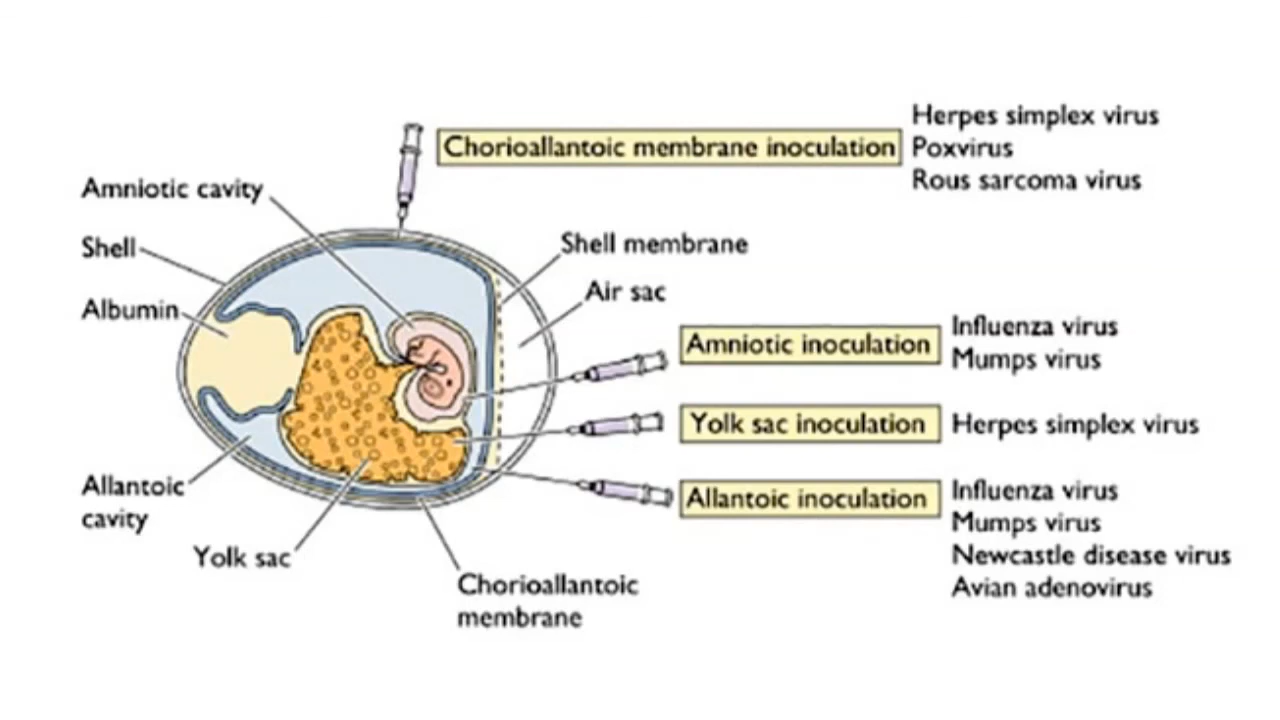 Herpes simplex virus
Chorioallantoic membrane inoculation
Poxvirus
Rous sarcoma virus
Amniotic cavity
Shell
Shell membrane
Albumin
Air sac
Amniotic inoculation
Influenza virus
Mumps virus
Yolk sac inoculation
Herpes simplex virus
Allantoic
cavity
Allantoic inoculation
Influenza virus
Mumps virus
Newcastle disease virus
Avian adenovirus
Yolk sac
Chorioallantoic
membrane